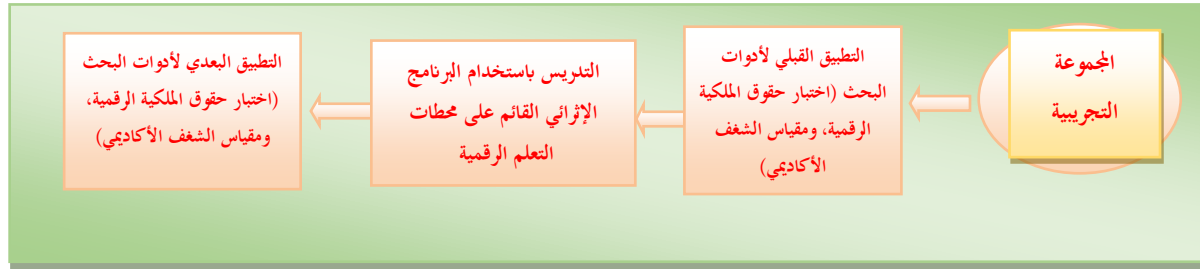 المجموعة
التجريبية
التطبيق القبلي لأدوات
البحث (اختبار حقوق الملكية
الرقمية، ومقياس الشغف
الأكاديمي)
التدريس باستخدام البرنامج
الإثرائي القائم على محطات
التعلم الرقمية
التطبيق البعدي لأدوات البحث
(اختبار حقوق الملكية الرقمية،
ومقياس الشغف الأكاديمي)